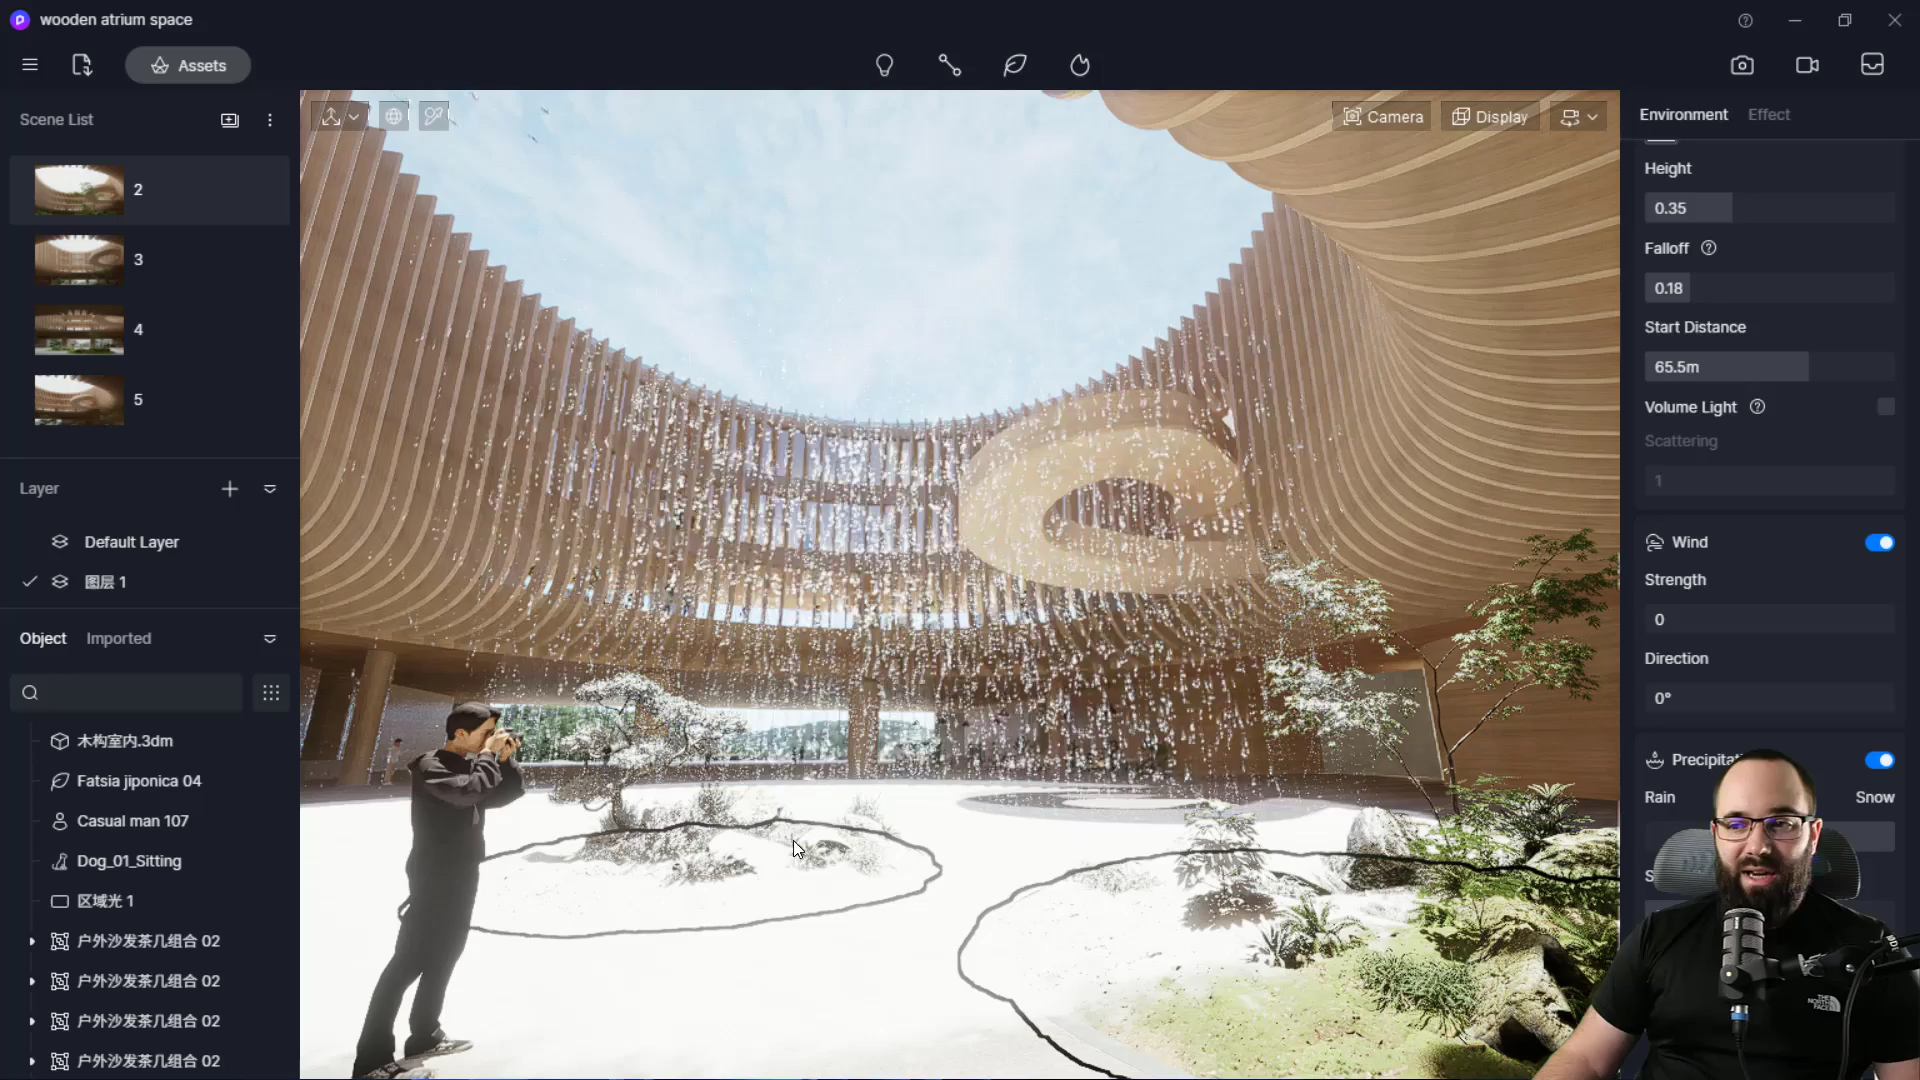 wooden atrium space
Assets
Scene List
2
3
4
5
Layer
Default Layer
图层 1
Object Imported
木构室内.3dm
Fatsia jiponica 04
Casual man 107
Dog_01_Sitting
区域光 1
户外沙发茶几组合 02
户外沙发茶几组合 02
户外沙发茶几组合 02
户外沙发茶几组合 02
Camera Display
Environment Effect
Height
0.35
Falloff
0.18
Start Distance
65.5m
Volume Light
Scattering
1
Wind
Strength
0
Direction
0°
Rain Snow
THE NORTH FACE